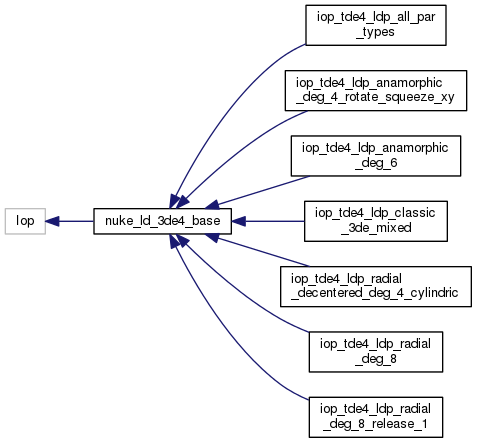 iop_tde4_ldp_all_par
_types
iop_tde4_ldp_anamorphic
_deg_4_rotate_squeeze_xy
iop_tde4_ldp_anamorphic
_deg_6
Iop
nuke_ld_3de4_base
iop_tde4_ldp_classic
_3de_mixed
iop_tde4_ldp_radial
_decentered_deg_4_cylindric
iop_tde4_ldp_radial
_deg_8
iop_tde4_ldp_radial
_deg_8_release_1